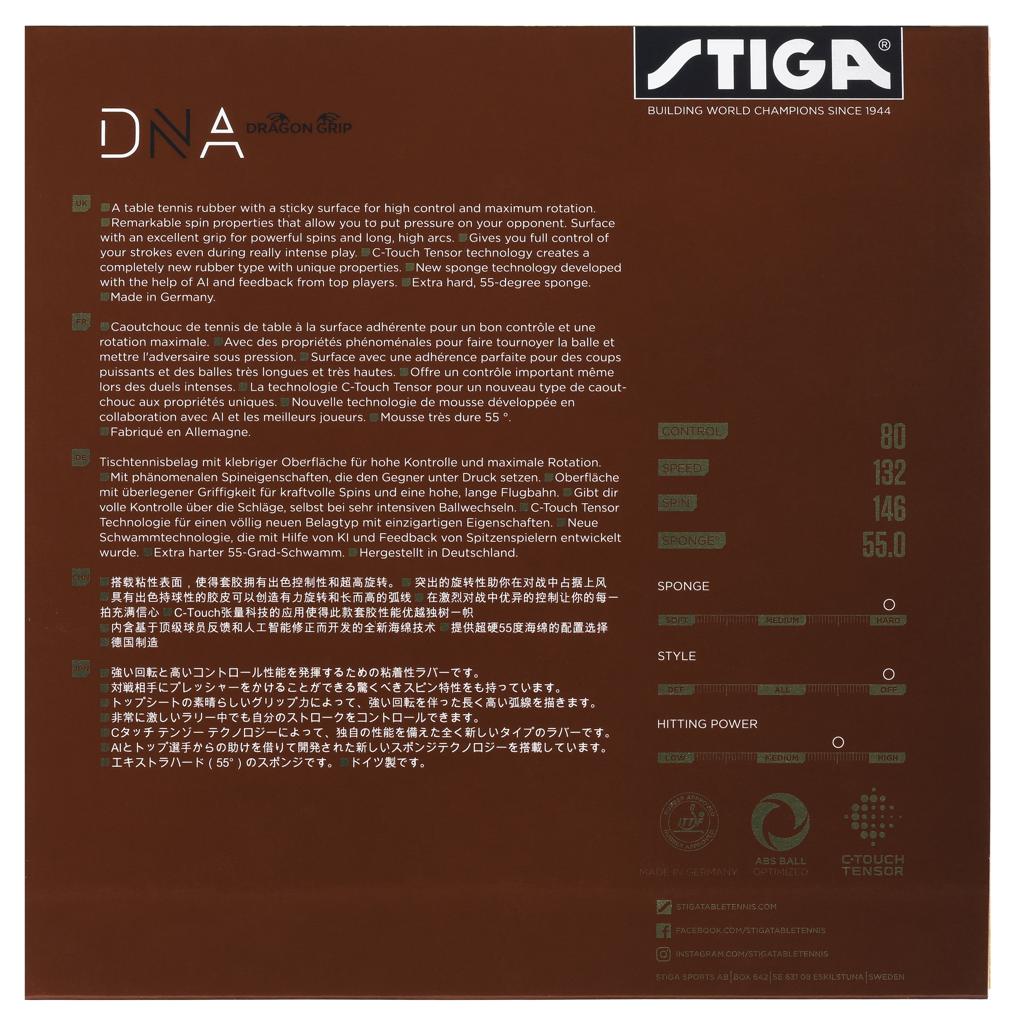 STIGA®
BUILDING WORLD CHAMPIONS SINCE 1944
DNA DRAGON GRIP
UK
A table tennis rubber with a sticky surface for high control and maximum rotation.
Remarkable spin properties that allow you to put pressure on your opponent. Surface
with an excellent grip for powerful spins and long, high arcs. Gives you full control of
your strokes even during really intense play. C-Touch Tensor technology creates a
completely new rubber type with unique properties. New sponge technology developed
with the help of AI and feedback from top players. Extra hard, 55-degree sponge.
Made in Germany.
FR
Caoutchouc de tennis de table à la surface adhérente pour un bon contrôle et une
rotation maximale. Avec des propriétés phénoménales pour faire tournoyer la balle et
mettre l'adversaire sous pression. Surface avec une adhérence parfaite pour des coups
puissants et des balles très longues et très hautes. Offre un contrôle important même
lors des duels intenses. La technologie C-Touch Tensor pour un nouveau type de caout-
chouc aux propriétés uniques. Nouvelle technologie de mousse développée en
collaboration avec AI et les meilleurs joueurs. Mousse très dure 55 °.
Fabriqué en Allemagne.
DE
Tischtennisbelag mit klebriger Oberfläche für hohe Kontrolle und maximale Rotation.
Mit phänomenalen Spineigenschaften, die den Gegner unter Druck setzen. Oberfläche
mit überlegener Griffigkeit für kraftvolle Spins und eine hohe, lange Flugbahn. Gibt dir
volle Kontrolle über die Schläge, selbst bei sehr intensiven Ballwechseln. C-Touch Tensor
Technologie für einen völlig neuen Belagtyp mit einzigartigen Eigenschaften. Neue
Schwammtechnologie, die mit Hilfe von KI und Feedback von Spitzenspielern entwickelt
wurde. Extra harter 55-Grad-Schwamm. Hergestellt in Deutschland.
搭载粘性表面，使得套胶拥有出色控制性和超高旋转。 突出的旋转性助你在对战中占据上风
具有出色持球性的胶皮可以创造有力旋转和长而高的弧线 在激烈对战中优异的控制让你的每一
拍充满信心 C-Touch张量科技的应用使得此款套胶性能优越独树一帜
内含基于顶级球员反馈和人工智能修正而开发的全新海绵技术 提供超硬55度海绵的配置选择
德国制造
強い回転と高いコントロール性能を発揮するための粘着性ラバーです。
対戦相手にプレッシャーをかけることができる驚くべきスピン特性をも持っています。
トップシートの素晴らしいグリップ力によって、強い回転を伴った長く高い弧線を描きます。
非常に激しいラリー中でも自分のストロークをコントロールできます。
Cタッチ テンゾー テクノロジーによって、独自の性能を備えた全く新しいタイプのラバーです。
AIとトップ選手からの助けを借りて開発された新しいスポンジテクノロジーを搭載しています。
エキストラハード ( 55° ) のスポンジです。 ドイツ製です。
CONTROL 80
SPEED 132
SPIN 146
SPONGE° 55.0
SPONGE
SOFT MEDIUM HARD
STYLE
DEF ALL OFF
HITTING POWER
LOW MEDIUM HIGH
RUBBER APPROVED
ITTF
RUBBER APPROVED
MADE IN GERMANY
ABS BALL
OPTIMIZED
C-TOUCH
TENSOR
STIGATABLETENNIS.COM
FACEBOOK.COM/STIGATABLETENNIS
INSTAGRAM.COM/STIGATABLETENNIS
STIGA SPORTS AB|BOX 642|SE 631 08 ESKILSTUNA|SWEDEN